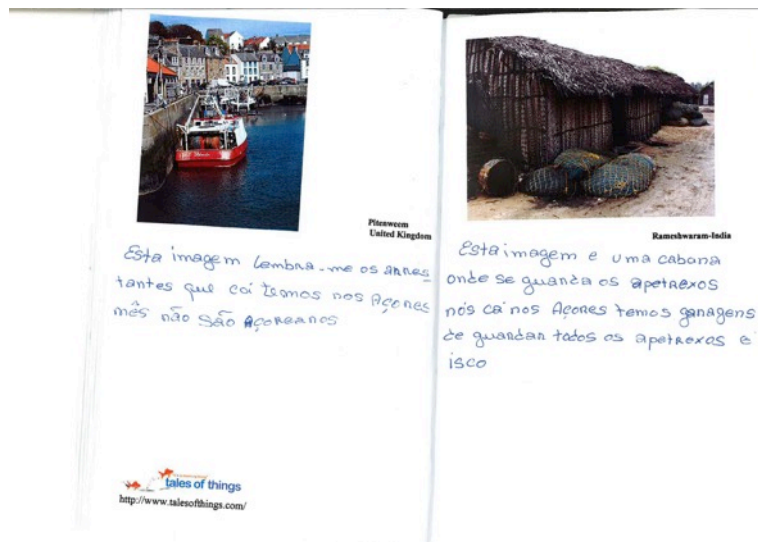 Pittenweem
United Kingdom
Esta imagem lembra-me os arras
tantes que cá temos nos Açores
mês não são Açoreanos
tales of things
http://www.talesofthings.com/
Rameshwaram-India
Esta imagem e uma cabana
onde se guarda os apetrexos
nós cá nos Açores temos garagens
de guardar todos os apetrexos e
isco